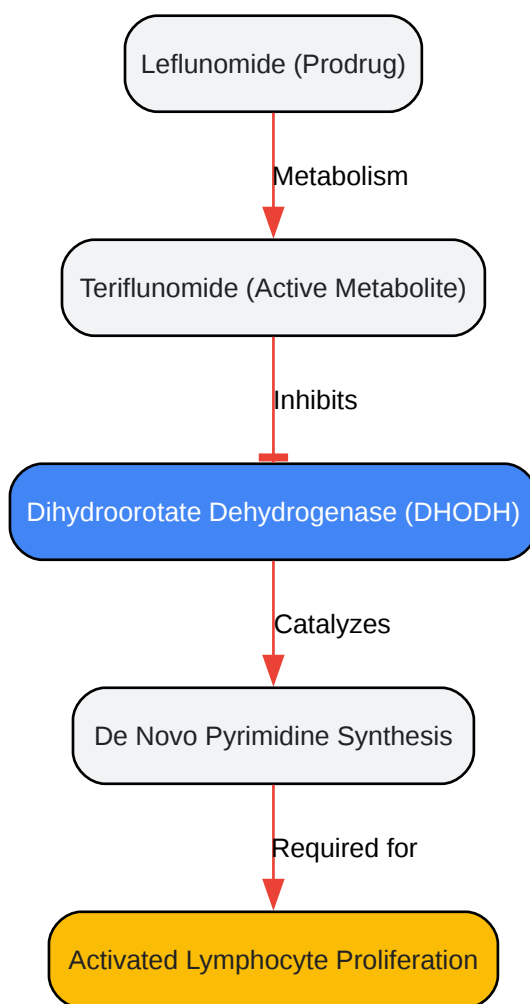 Leflunomide (Prodrug)
Metabolism
Teriflunomide (Active Metabolite)
Inhibits
Dihydroorotate Dehydrogenase (DHODH)
Catalyzes
De Novo Pyrimidine Synthesis
Required for
Activated Lymphocyte Proliferation